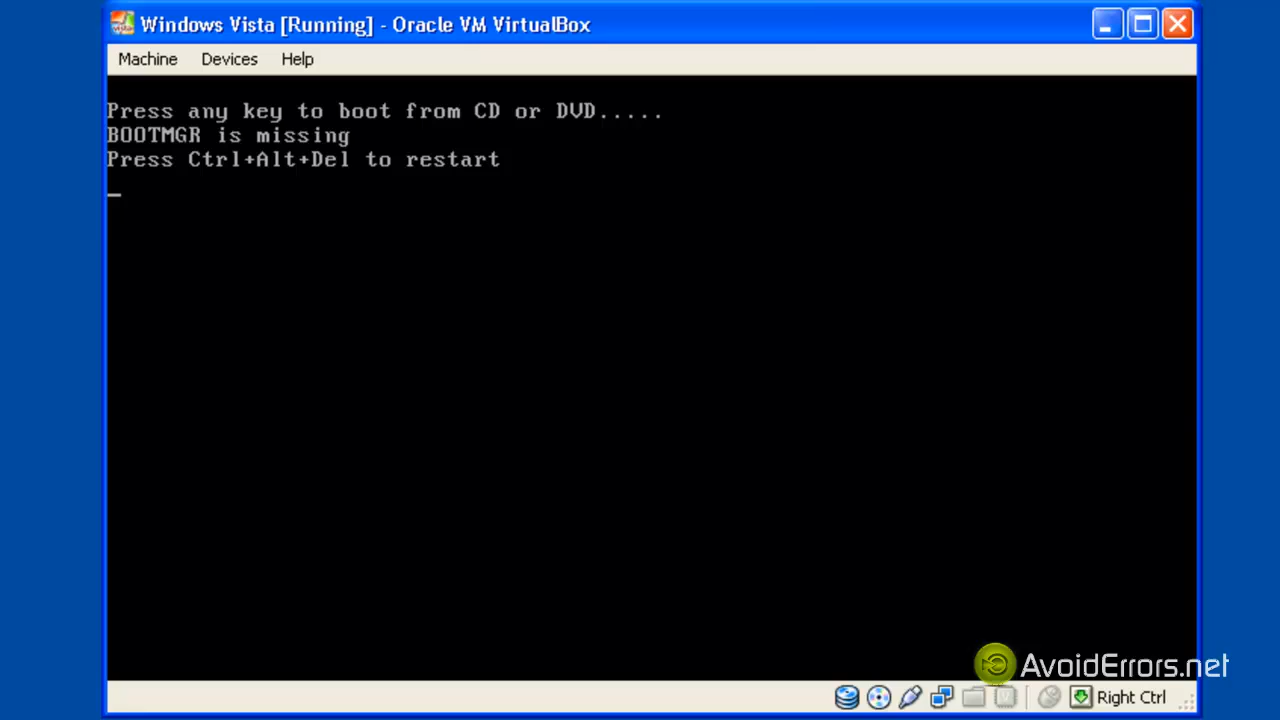 Windows Vista [Running] - Oracle VM VirtualBox
Machine Devices Help
Press any key to boot from CD or DVD.....
BOOTMGR is missing
Press Ctrl+Alt+Del to restart
_
AvoidErrors.net
Right Ctrl